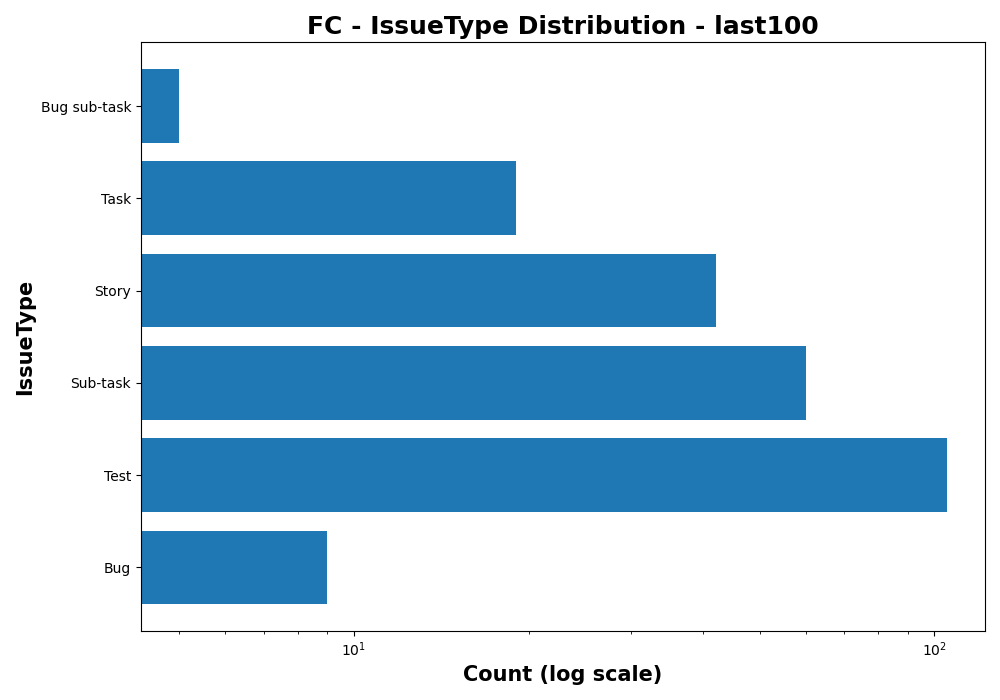 FC - IssueType Distribution - last100
IssueType
Bug sub-task
Task
Story
Sub-task
Test
Bug
10¹ 10²
Count (log scale)